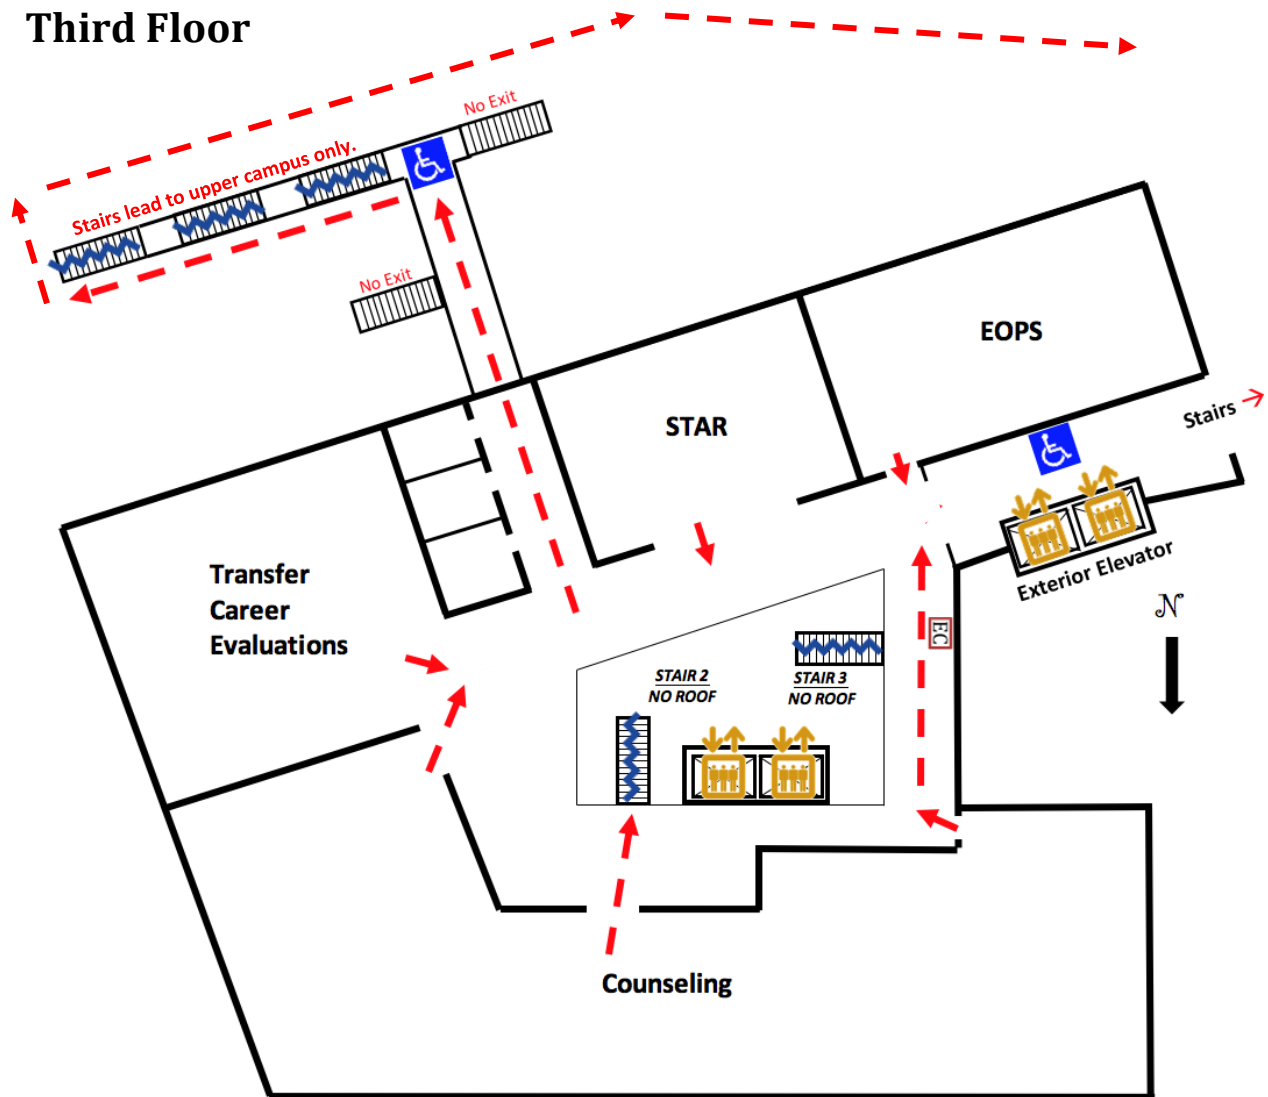 Third Floor
No Exit
Stairs lead to upper campus only.
No Exit
EOPS
Stairs
STAR
Exterior Elevator
Transfer
Career
Evaluations
N
EC
STAIR 2
NO ROOF
STAIR 3
NO ROOF
Counseling